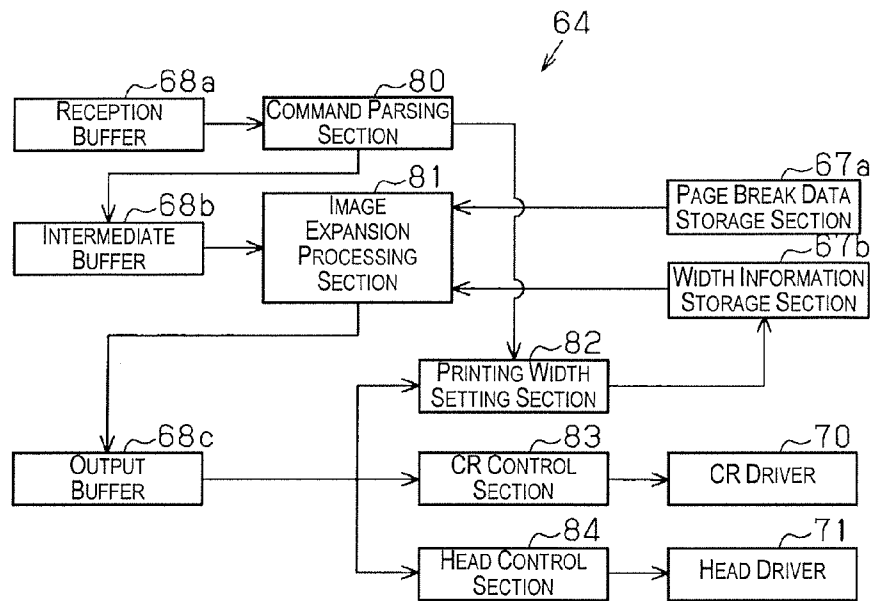 64
68a
RECEPTION
BUFFER
80
COMMAND PARSING
SECTION
67a
PAGE BREAK DATA
STORAGE SECTION
68b
INTERMEDIATE
BUFFER
81
IMAGE
EXPANSION
PROCESSING
SECTION
67b
WIDTH INFORMATION
STORAGE SECTION
82
PRINTING WIDTH
SETTING SECTION
68c
OUTPUT
BUFFER
83
CR CONTROL
SECTION
70
CR DRIVER
84
HEAD CONTROL
SECTION
71
HEAD DRIVER